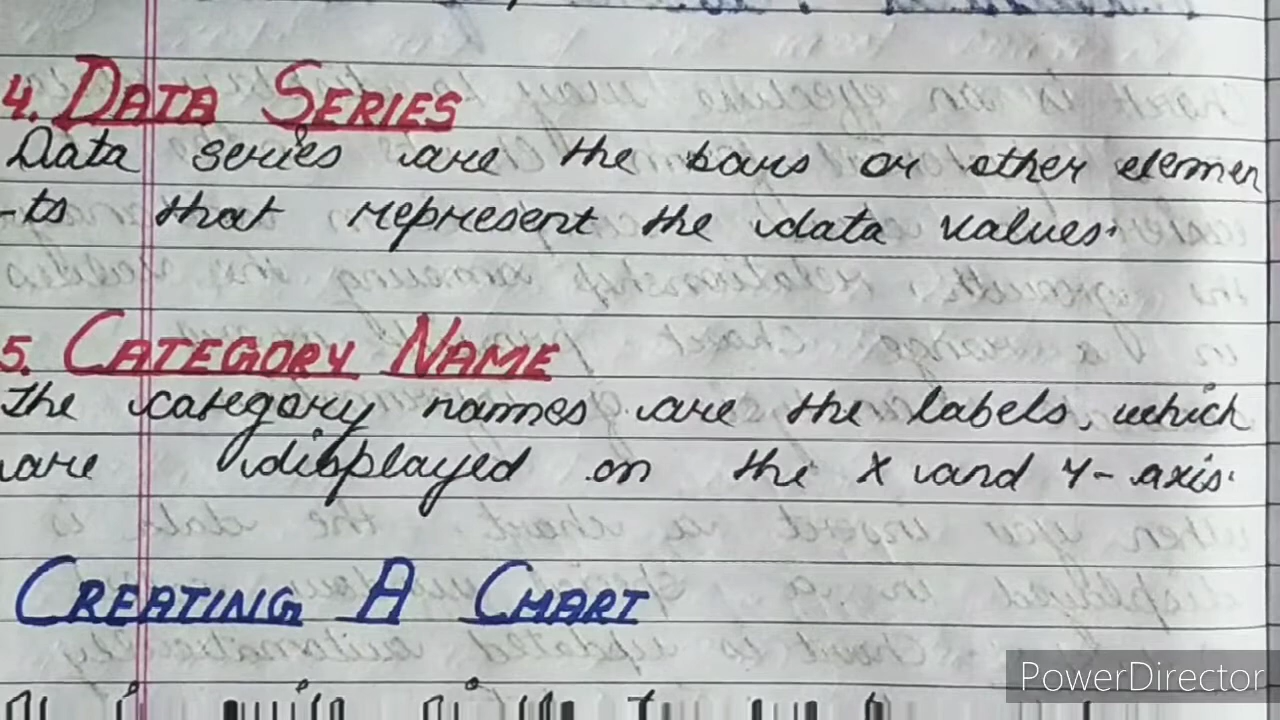 4. DATA SERIES
Data series are the bars or other elemen
-ts that represent the data values.
5. CATEGORY NAME
The category names are the labels, which
are displayed on the X and Y-axis.
CREATING A CHART
PowerDirector